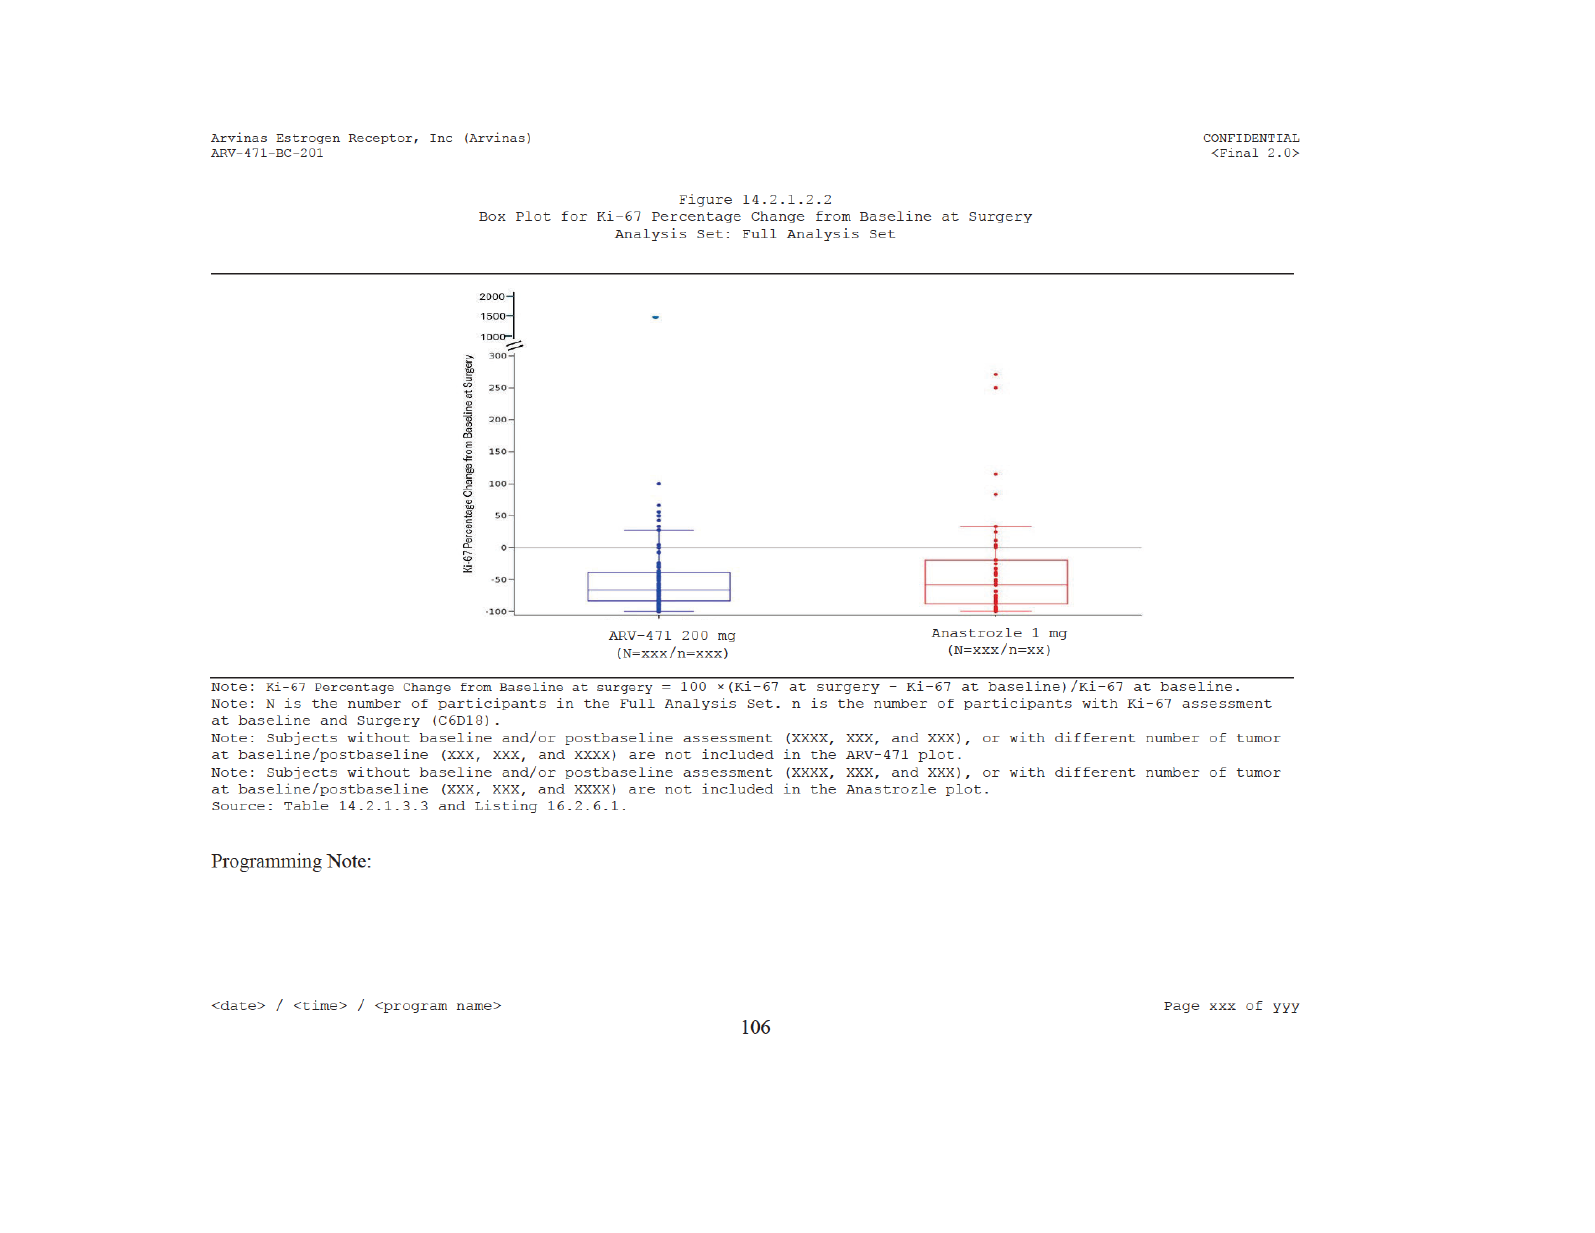 Arvinas Estrogen Receptor, Inc (Arvinas) CONFIDENTIAL
ARV-471-BC-201 <Final 2.0>
Figure 14.2.1.2.2
Box Plot for Ki-67 Percentage Change from Baseline at Surgery
Analysis Set: Full Analysis Set
2000
1500
1000
300
250
200
150
100
50
0
-50
-100
Ki-67 Percentage Change from Baseline at Surgery
ARV-471 200 mg Anastrozle 1 mg
(N=xxx/n=xxx) (N=xxx/n=xx)
Note: Ki-67 Percentage Change from Baseline at surgery = 100 ×(Ki-67 at surgery - Ki-67 at baseline)/Ki-67 at baseline.
Note: N is the number of participants in the Full Analysis Set. n is the number of participants with Ki-67 assessment
at baseline and Surgery (C6D18).
Note: Subjects without baseline and/or postbaseline assessment (XXXX, XXX, and XXX), or with different number of tumor
at baseline/postbaseline (XXX, XXX, and XXXX) are not included in the ARV-471 plot.
Note: Subjects without baseline and/or postbaseline assessment (XXXX, XXX, and XXX), or with different number of tumor
at baseline/postbaseline (XXX, XXX, and XXXX) are not included in the Anastrozle plot.
Source: Table 14.2.1.3.3 and Listing 16.2.6.1.
Programming Note:
<date> / <time> / <program name> Page xxx of yyy
106